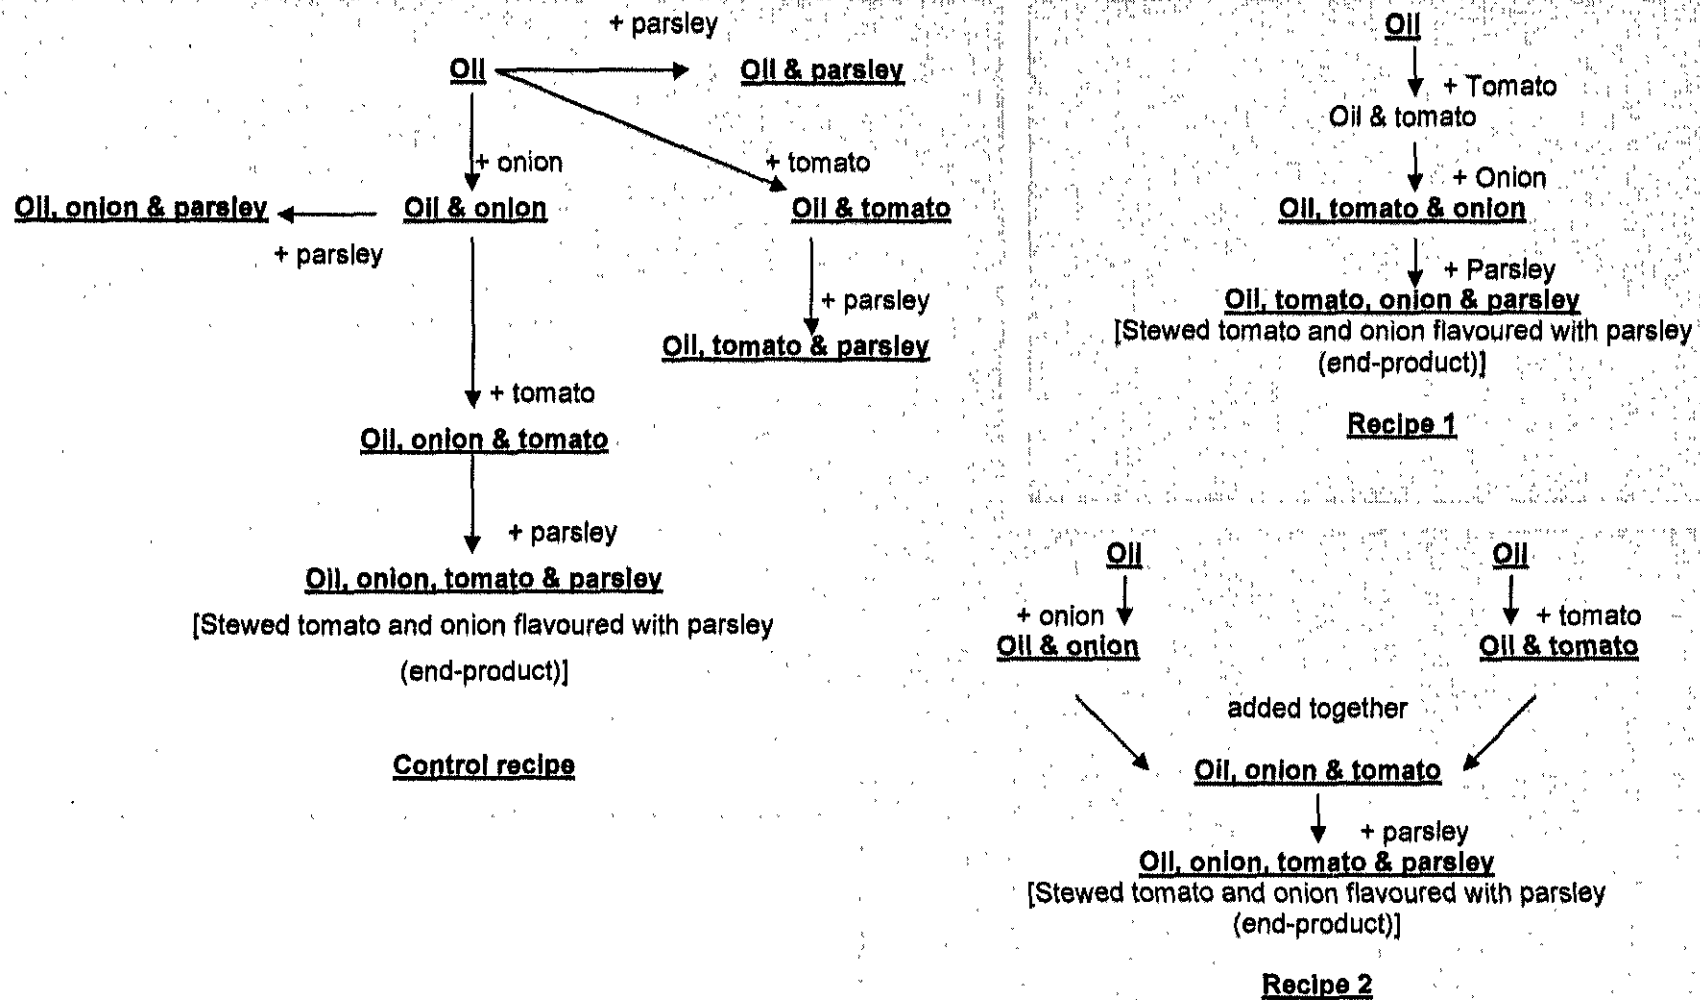 + parsley
Oil
Oil & parsley
+ onion
+ tomato
Oil, onion & parsley
Oil & onion
Oil & tomato
+ parsley
+ parsley
Oil, tomato & parsley
+ tomato
Oil, onion & tomato
+ parsley
Oil, onion, tomato & parsley
[Stewed tomato and onion flavoured with parsley
(end-product)]
Control recipe
Oil
+ Tomato
Oil & tomato
+ Onion
Oil, tomato & onion
+ Parsley
Oil, tomato, onion & parsley
[Stewed tomato and onion flavoured with parsley
(end-product)]
Recipe 1
Oil
Oil
+ onion
+ tomato
Oil & onion
Oil & tomato
added together
Oil, onion & tomato
+ parsley
Oil, onion, tomato & parsley
[Stewed tomato and onion flavoured with parsley
(end-product)]
Recipe 2